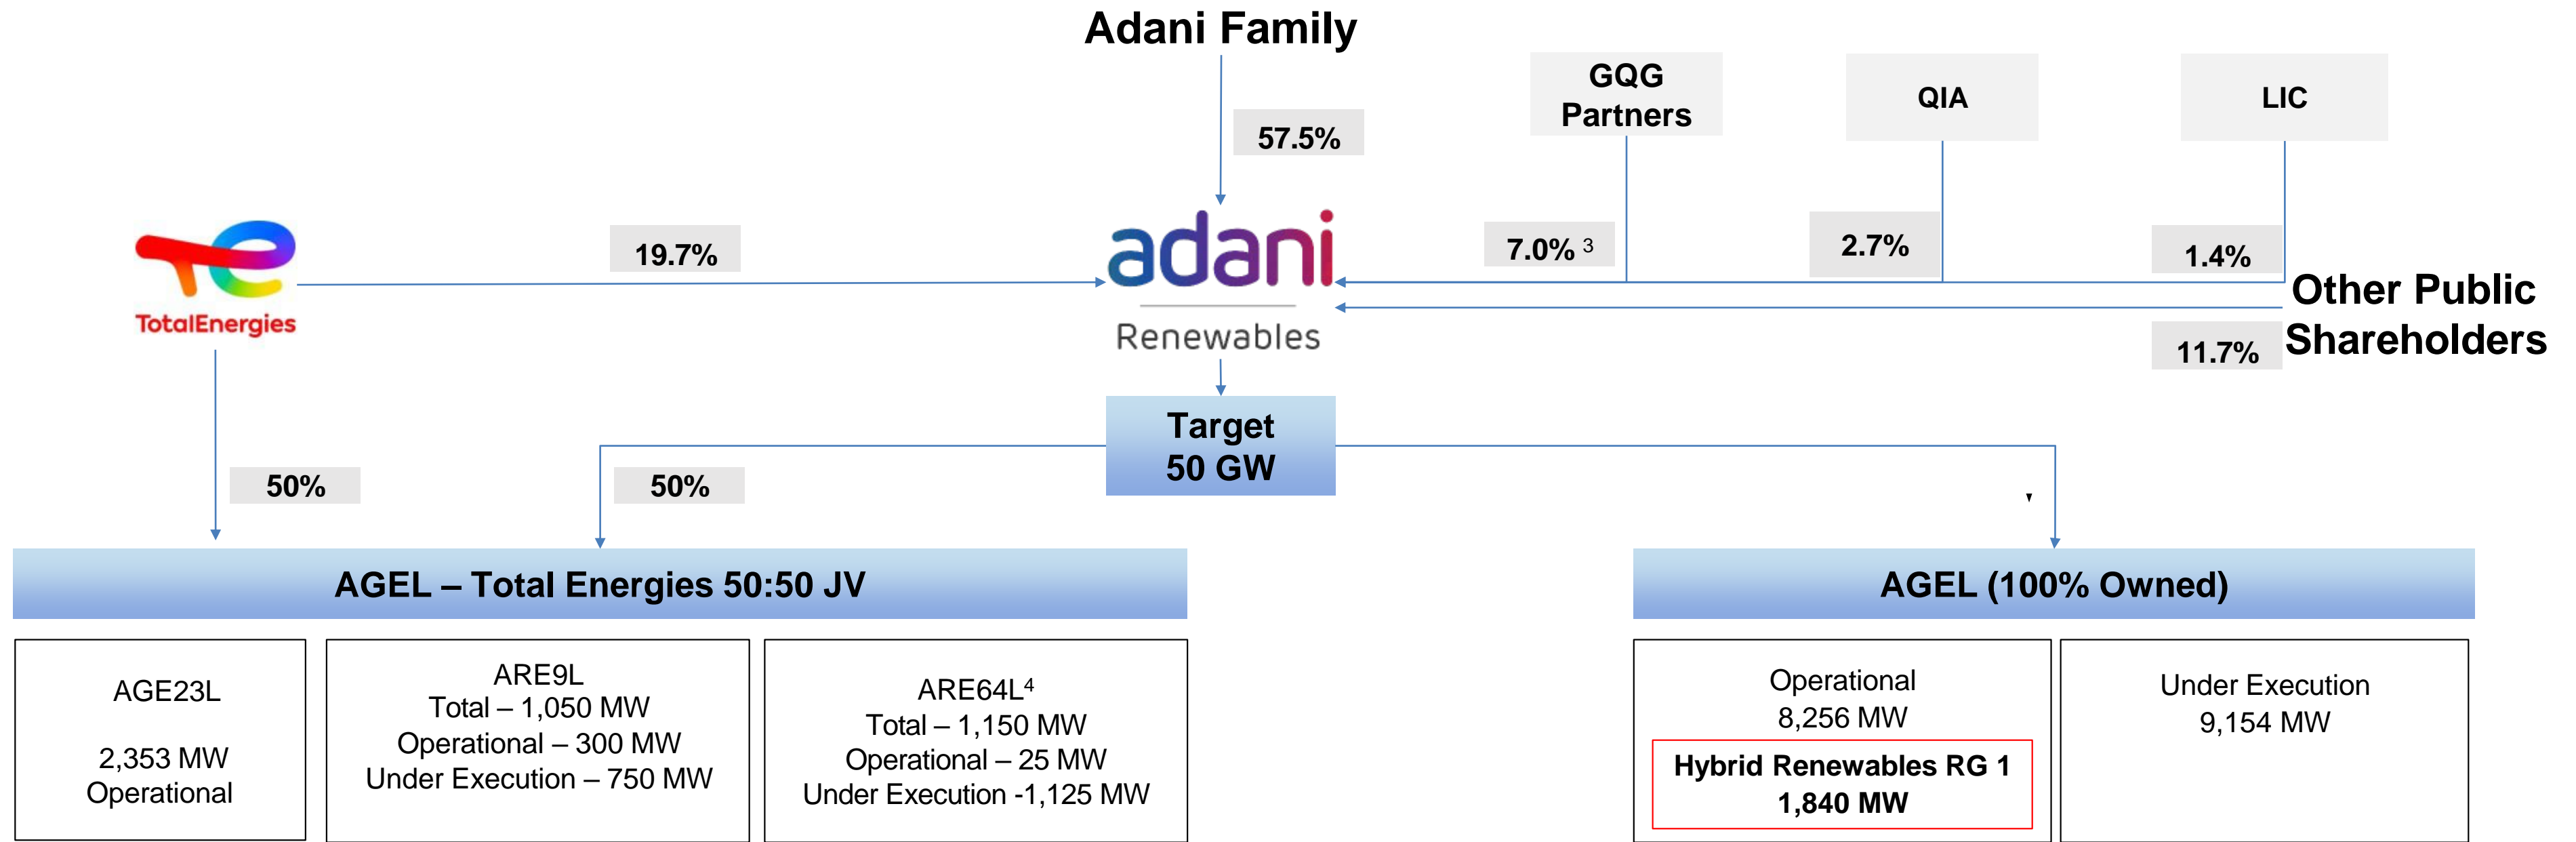 Adani Family
GQG
Partners
QIA
LIC
57.5%
TotalEnergies
19.7%
adani
Renewables
7.0% 3
2.7%
1.4%
Other Public
Shareholders
11.7%
Target
50 GW
50%
50%
AGEL – Total Energies 50:50 JV
AGEL (100% Owned)
AGE23L
2,353 MW
Operational
ARE9L
Total – 1,050 MW
Operational – 300 MW
Under Execution – 750 MW
ARE64L4
Total – 1,150 MW
Operational – 25 MW
Under Execution -1,125 MW
Operational
8,256 MW
Hybrid Renewables RG 1
1,840 MW
Under Execution
9,154 MW